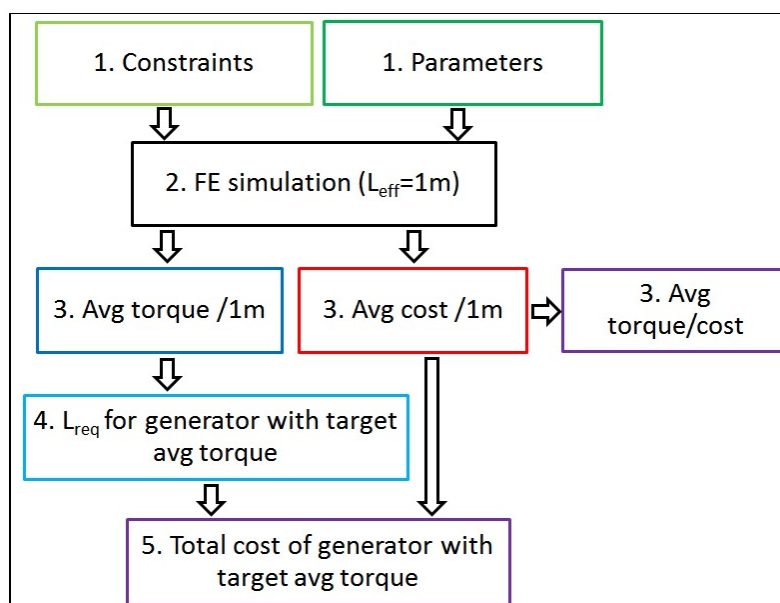 1. Constraints
1. Parameters
2. FE simulation (Leff=1m)
3. Avg torque /1m
3. Avg cost /1m
3. Avg
torque/cost
4. Lreq for generator with target
avg torque
5. Total cost of generator with
target avg torque